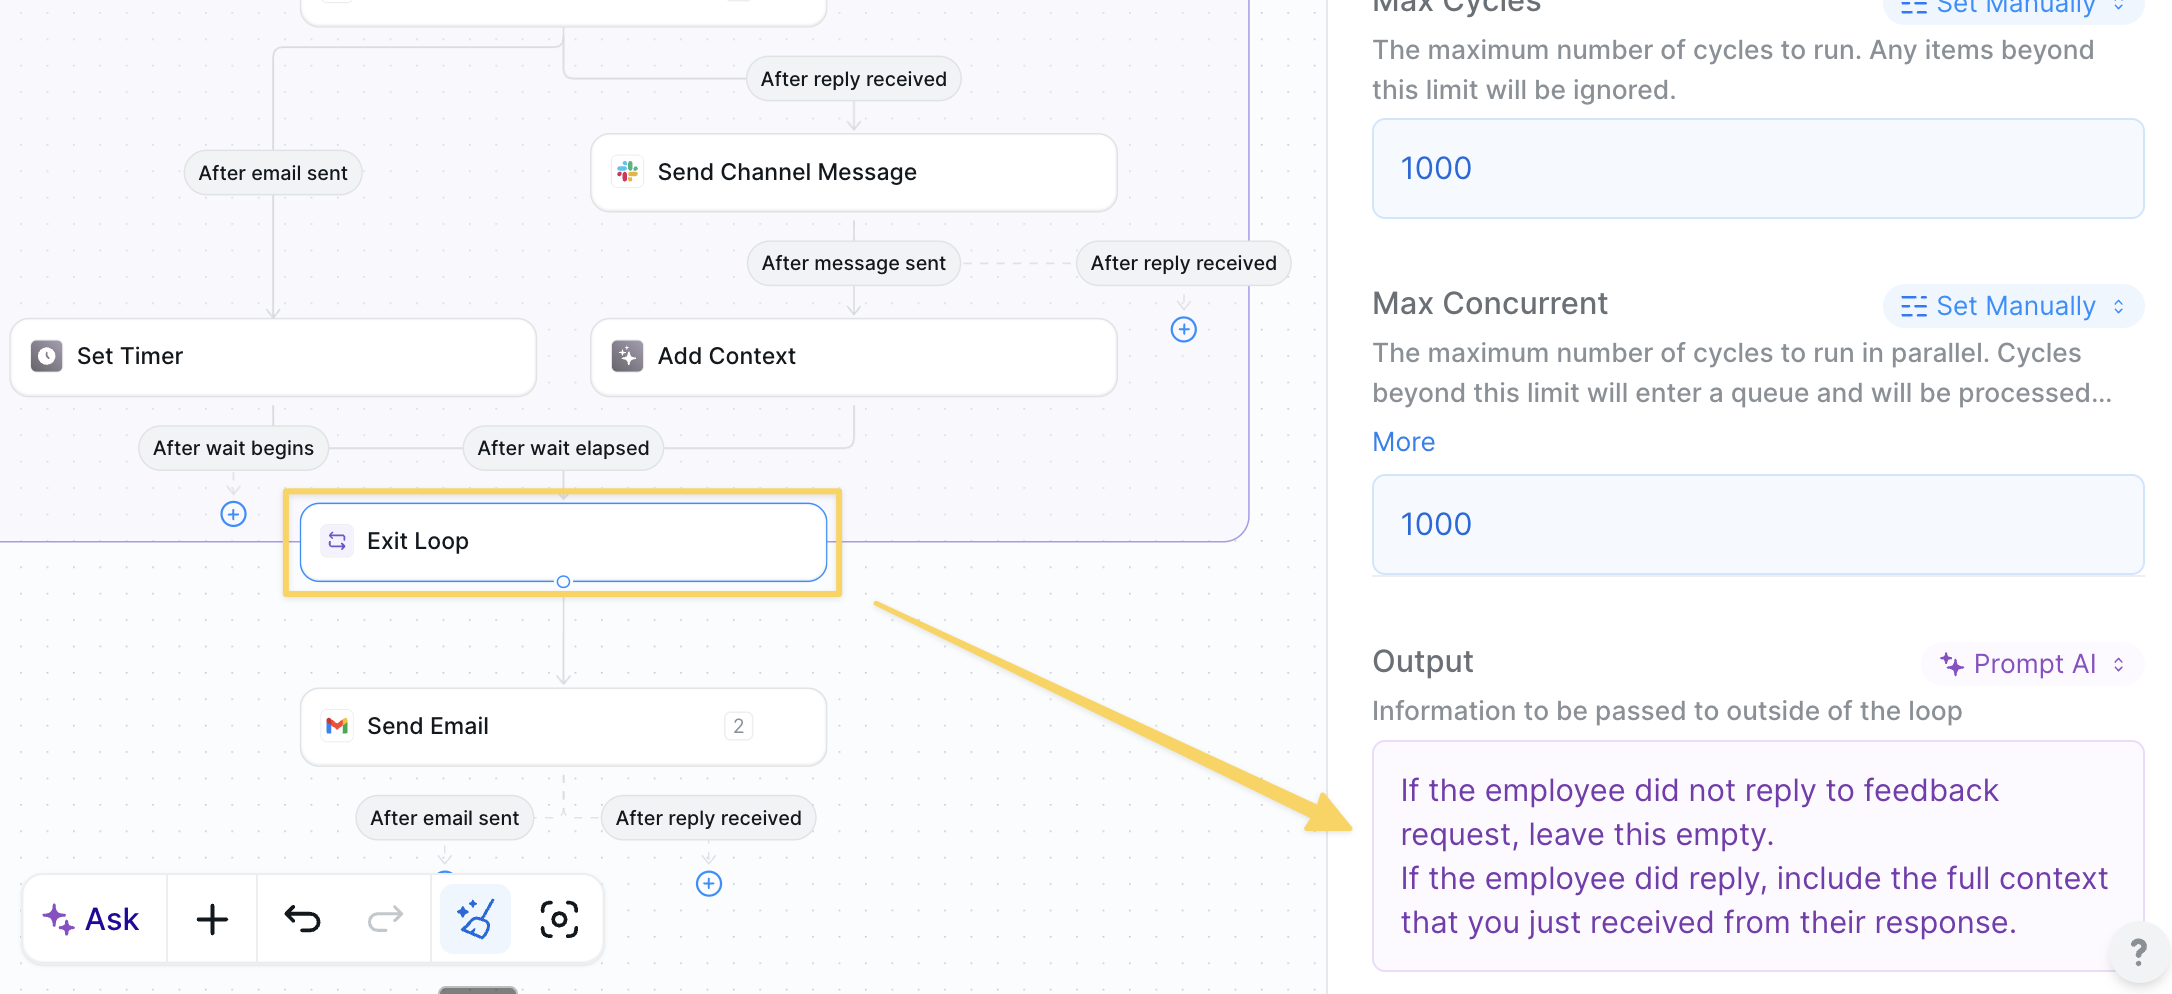 After reply received
After email sent
Send Channel Message
After message sent
After reply received
Set Timer
Add Context
After wait begins
After wait elapsed
Exit Loop
Send Email
2
After email sent
After reply received
Ask
Max Cycles
Set Manually
The maximum number of cycles to run. Any items beyond
this limit will be ignored.
1000
Max Concurrent
Set Manually
The maximum number of cycles to run in parallel. Cycles
beyond this limit will enter a queue and will be processed...
More
1000
Output
Prompt AI
Information to be passed to outside of the loop
If the employee did not reply to feedback
request, leave this empty.
If the employee did reply, include the full context
that you just received from their response.
?